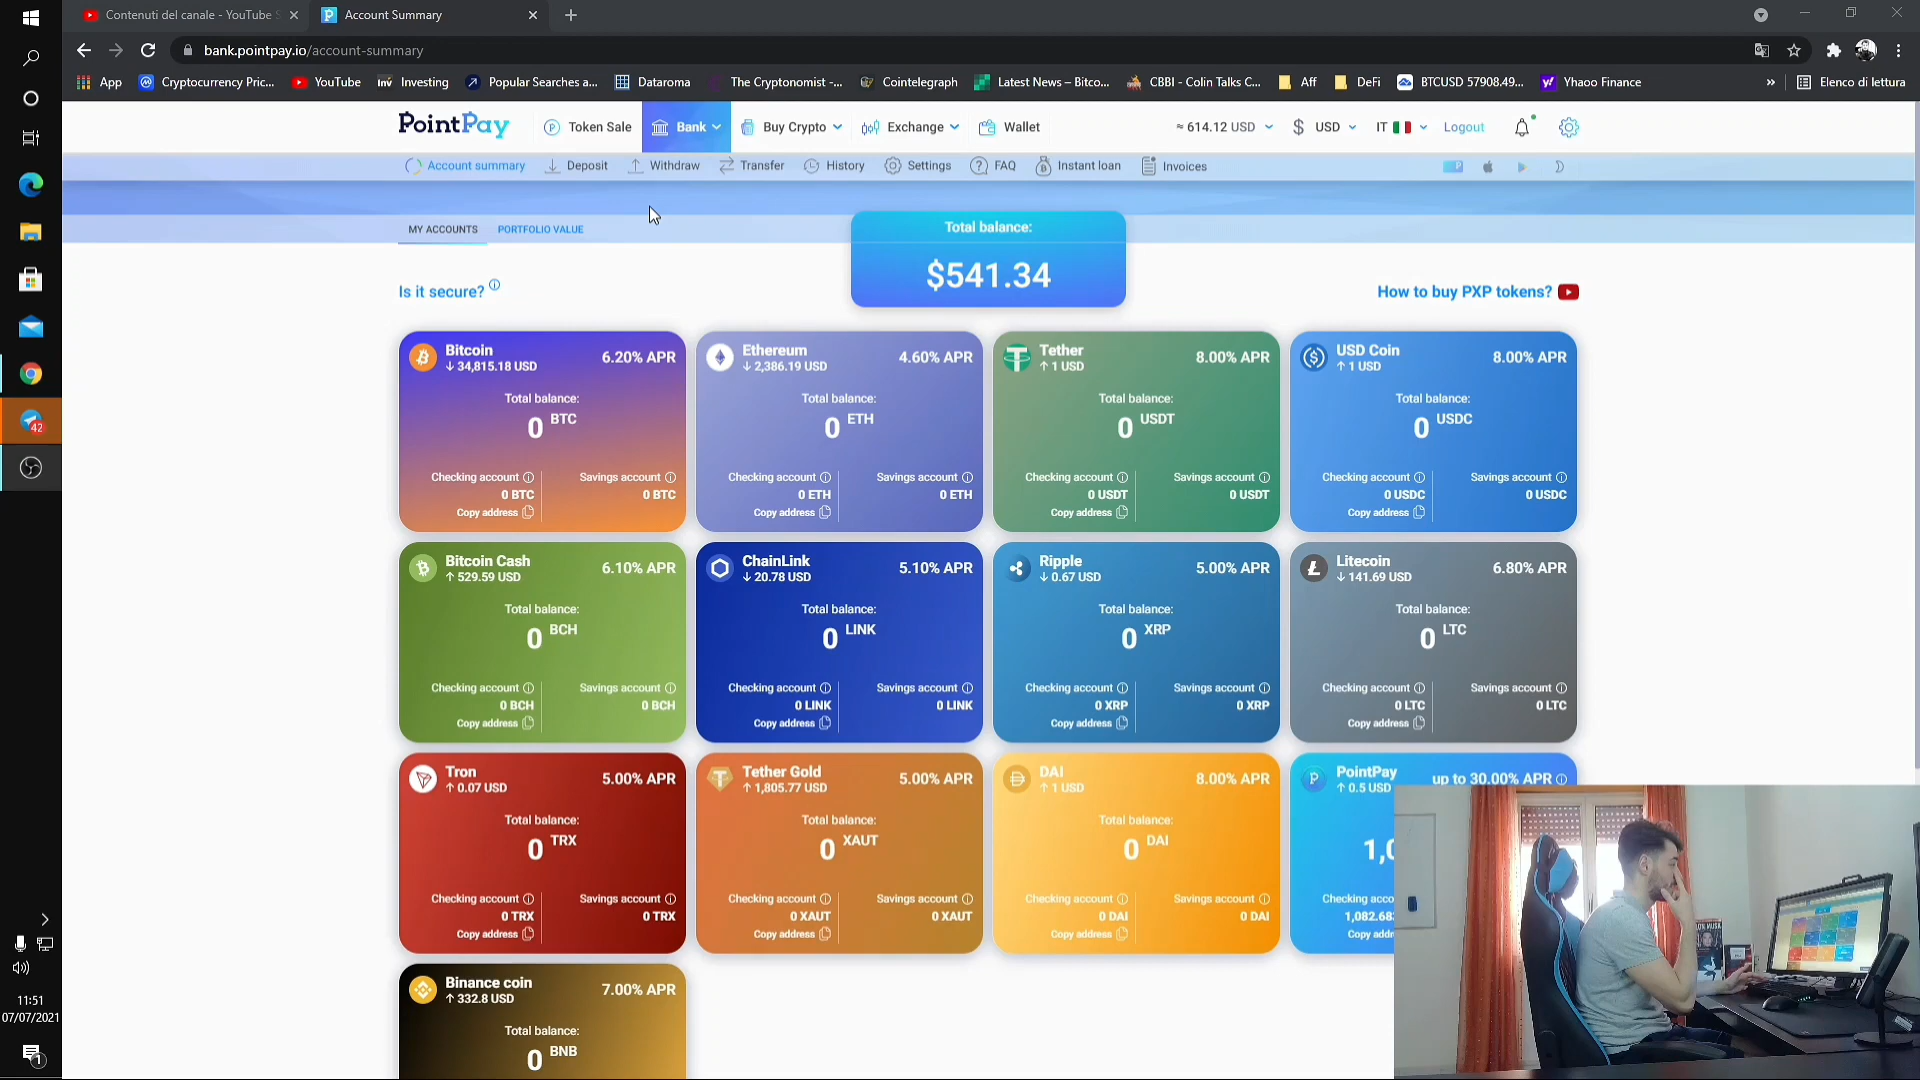 Contenuti del canale - YouTube S
Account Summary
bank.pointpay.io/account-summary
App
Cryptocurrency Pric...
YouTube
Investing
Popular Searches a...
Dataroma
The Cryptonomist -...
Cointelegraph
Latest News – Bitco...
CBBI - Colin Talks C...
Aff
DeFi
BTCUSD 57908.49...
Yhaoo Finance
»
Elenco di lettura
PointPay
Token Sale
Bank
Buy Crypto
Exchange
Wallet
≈ 614.12 USD
$ USD
IT
Logout
Account summary
Deposit
Withdraw
Transfer
History
Settings
FAQ
Instant loan
Invoices
MY ACCOUNTS
PORTFOLIO VALUE
Total balance:
$541.34
Is it secure?
How to buy PXP tokens?
Bitcoin
↓ 34,815.18 USD
6.20% APR
Total balance:
0 BTC
Checking account
0 BTC
Copy address
Savings account
0 BTC
Ethereum
↓ 2,386.19 USD
4.60% APR
Total balance:
0 ETH
Checking account
0 ETH
Copy address
Savings account
0 ETH
Tether
↑ 1 USD
8.00% APR
Total balance:
0 USDT
Checking account
0 USDT
Copy address
Savings account
0 USDT
USD Coin
↑ 1 USD
8.00% APR
Total balance:
0 USDC
Checking account
0 USDC
Copy address
Savings account
0 USDC
Bitcoin Cash
↑ 529.59 USD
6.10% APR
Total balance:
0 BCH
Checking account
0 BCH
Copy address
Savings account
0 BCH
ChainLink
↓ 20.78 USD
5.10% APR
Total balance:
0 LINK
Checking account
0 LINK
Copy address
Savings account
0 LINK
Ripple
↓ 0.67 USD
5.00% APR
Total balance:
0 XRP
Checking account
0 XRP
Copy address
Savings account
0 XRP
Litecoin
↓ 141.69 USD
6.80% APR
Total balance:
0 LTC
Checking account
0 LTC
Copy address
Savings account
0 LTC
Tron
↑ 0.07 USD
5.00% APR
Total balance:
0 TRX
Checking account
0 TRX
Copy address
Savings account
0 TRX
Tether Gold
↑ 1,805.77 USD
5.00% APR
Total balance:
0 XAUT
Checking account
0 XAUT
Copy address
Savings account
0 XAUT
DAI
↑ 1 USD
8.00% APR
Total balance:
0 DAI
Checking account
0 DAI
Copy address
Savings account
0 DAI
PointPay
↑ 0.5 USD
up to 30.00% APR
1,0
Checking acco
1,082.68
Copy addr
Binance coin
↑ 332.8 USD
7.00% APR
Total balance:
0 BNB
42
11:51
07/07/2021
1